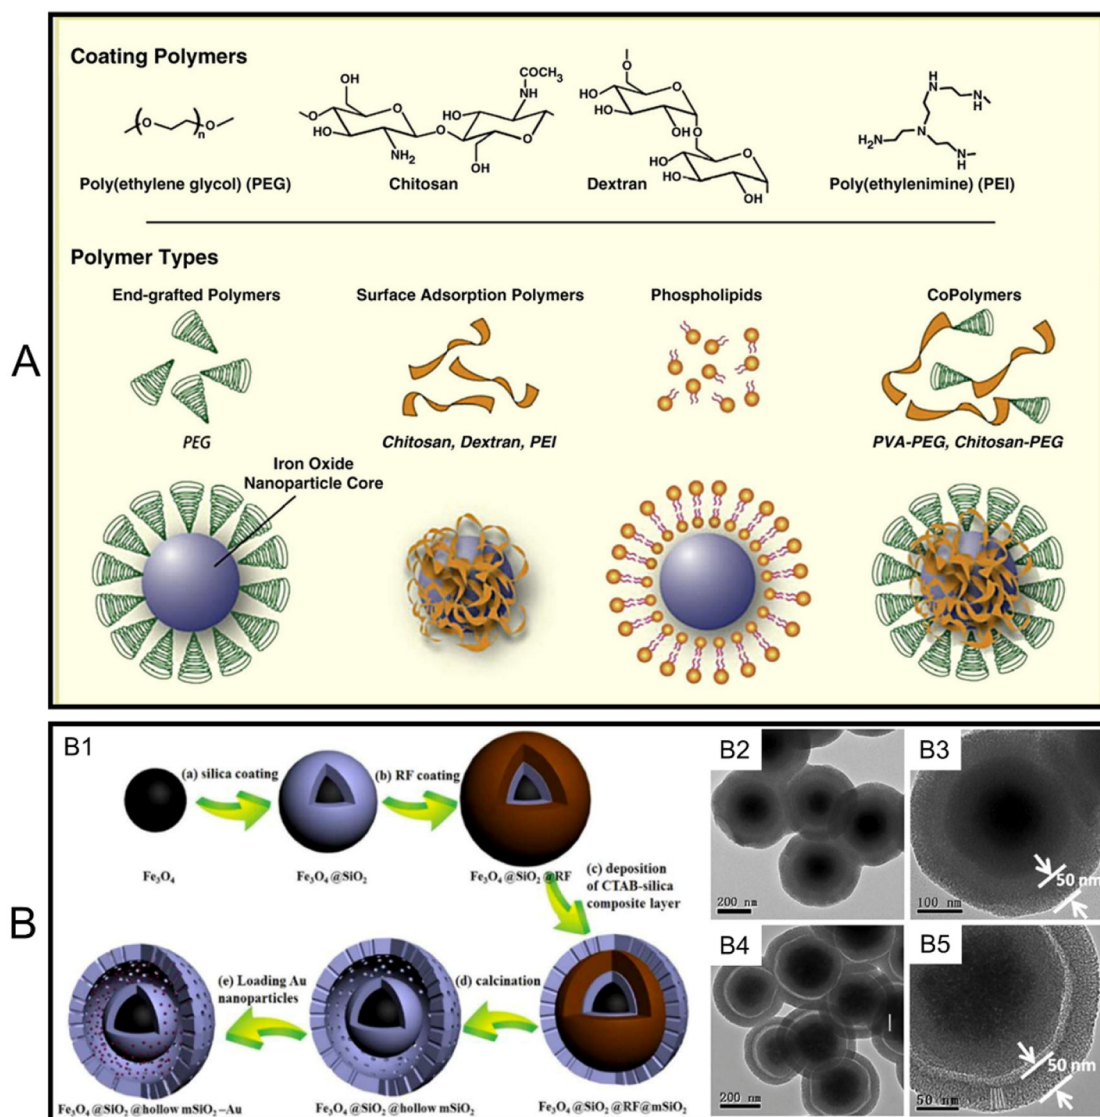 A
Coating Polymers
O
O
n
Poly(ethylene glycol) (PEG)
OH
O
HO
O
NH2
O
COCH3
NH
HO
O
OH
Chitosan
O
O
HO
HO
HO
O
O
HO
HO
OH
Dextran
H
N
N
H
H2N
N
N
H
Poly(ethylenimine) (PEI)
Polymer Types
End-grafted Polymers
Surface Adsorption Polymers
Phospholipids
CoPolymers
PEG
Chitosan, Dextran, PEI
PVA-PEG, Chitosan-PEG
Iron Oxide
Nanoparticle Core
B
B1
(a) silica coating
(b) RF coating
Fe3O4
Fe3O4@SiO2
Fe3O4@SiO2@RF
(c) deposition
of CTAB-silica
composite layer
(e) Loading Au
nanoparticles
(d) calcination
Fe3O4@SiO2@hollow mSiO2–Au
Fe3O4@SiO2@hollow mSiO2
Fe3O4@SiO2@RF@mSiO2
B2
200 nm
B3
50 nm
100 nm
B4
200 nm
B5
50 nm
50 nm